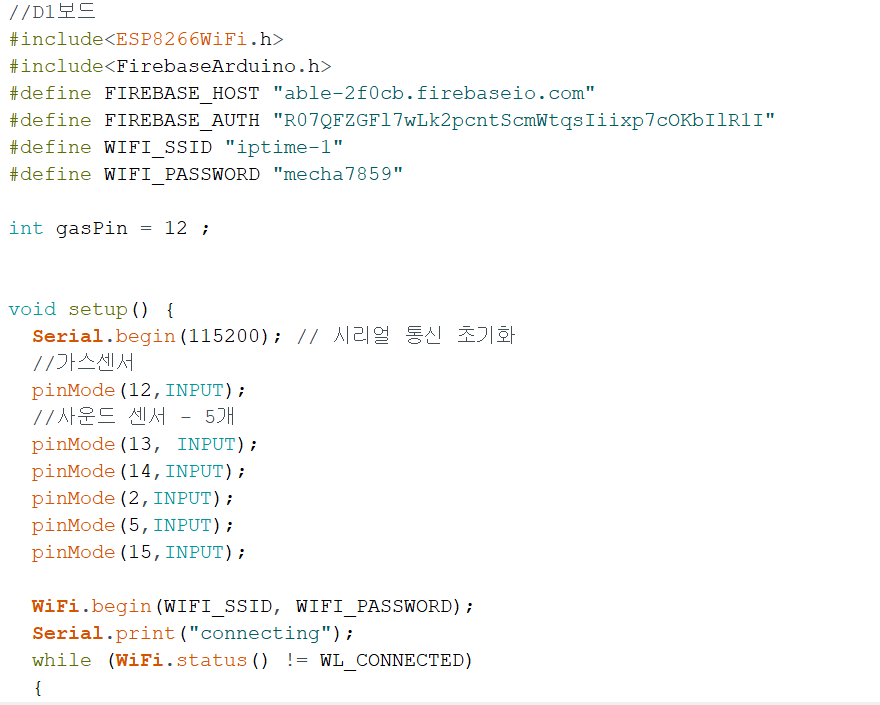 //D1보드
#include<ESP8266WiFi.h>
#include<FirebaseArduino.h>
#define FIREBASE_HOST "able-2f0cb.firebaseio.com"
#define FIREBASE_AUTH "R07QFZGFl7wLk2pcntScmWtqsIiixp7cOKbIlR1I"
#define WIFI_SSID "iptime-1"
#define WIFI_PASSWORD "mecha7859"
int gasPin = 12 ;
void setup() {
Serial.begin(115200); // 시리얼 통신 초기화
//가스센서
pinMode(12,INPUT);
//사운드 센서 - 5개
pinMode(13, INPUT);
pinMode(14,INPUT);
pinMode(2,INPUT);
pinMode(5,INPUT);
pinMode(15,INPUT);
WiFi.begin(WIFI_SSID, WIFI_PASSWORD);
Serial.print("connecting");
while (WiFi.status() != WL_CONNECTED)
{